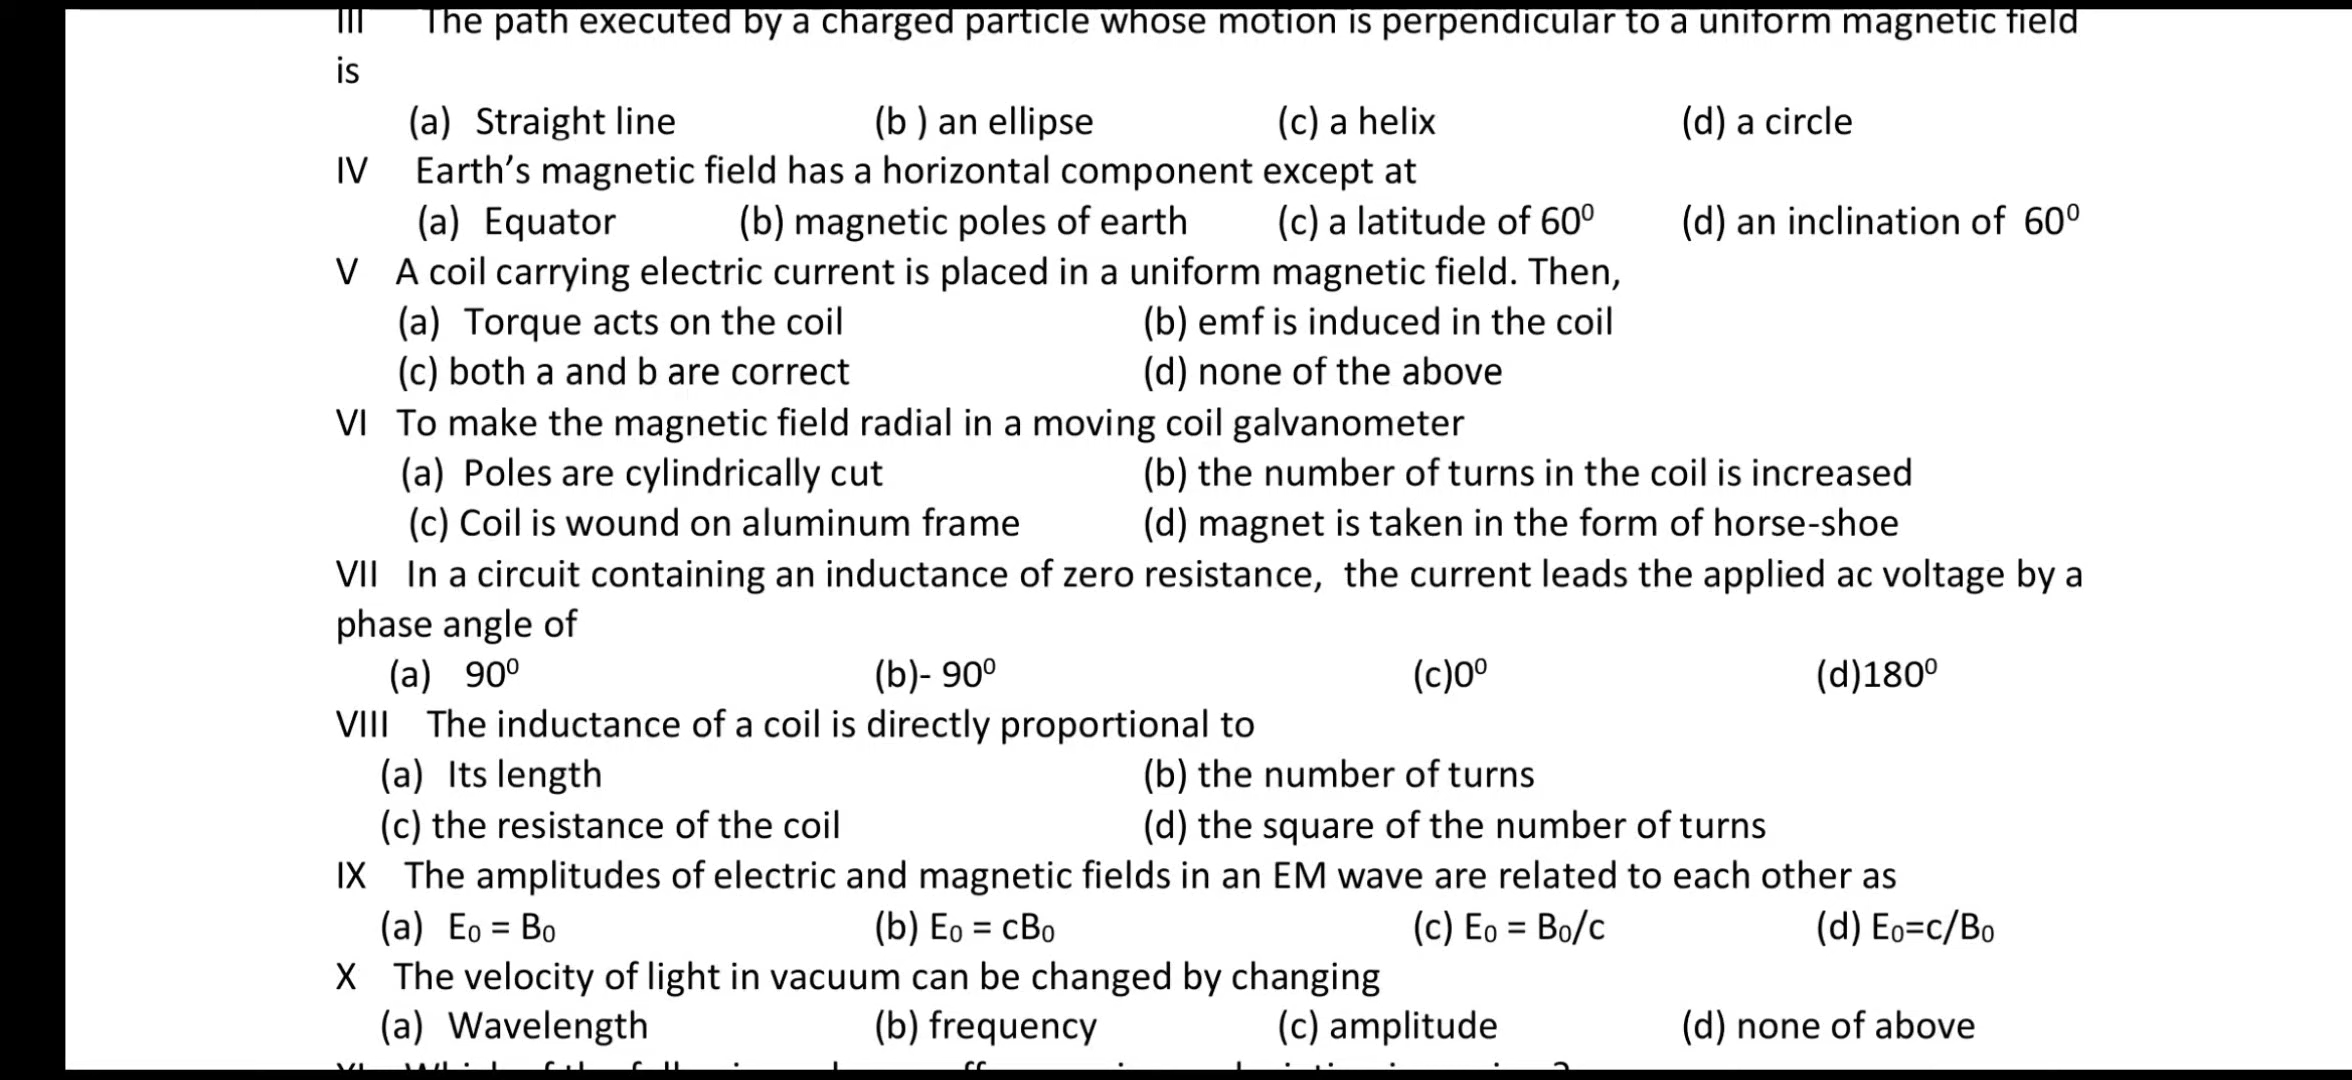 III The path executed by a charged particle whose motion is perpendicular to a uniform magnetic field
is
(a) Straight line (b ) an ellipse (c) a helix (d) a circle
IV Earth’s magnetic field has a horizontal component except at
(a) Equator (b) magnetic poles of earth (c) a latitude of 60⁰ (d) an inclination of 60⁰
V A coil carrying electric current is placed in a uniform magnetic field. Then,
(a) Torque acts on the coil (b) emf is induced in the coil
(c) both a and b are correct (d) none of the above
VI To make the magnetic field radial in a moving coil galvanometer
(a) Poles are cylindrically cut (b) the number of turns in the coil is increased
(c) Coil is wound on aluminum frame (d) magnet is taken in the form of horse-shoe
VII In a circuit containing an inductance of zero resistance, the current leads the applied ac voltage by a
phase angle of
(a) 90⁰ (b)- 90⁰ (c)0⁰ (d)180⁰
VIII The inductance of a coil is directly proportional to
(a) Its length (b) the number of turns
(c) the resistance of the coil (d) the square of the number of turns
IX The amplitudes of electric and magnetic fields in an EM wave are related to each other as
(a) E₀ = B₀ (b) E₀ = cB₀ (c) E₀ = B₀/c (d) E₀=c/B₀
X The velocity of light in vacuum can be changed by changing
(a) Wavelength (b) frequency (c) amplitude (d) none of above